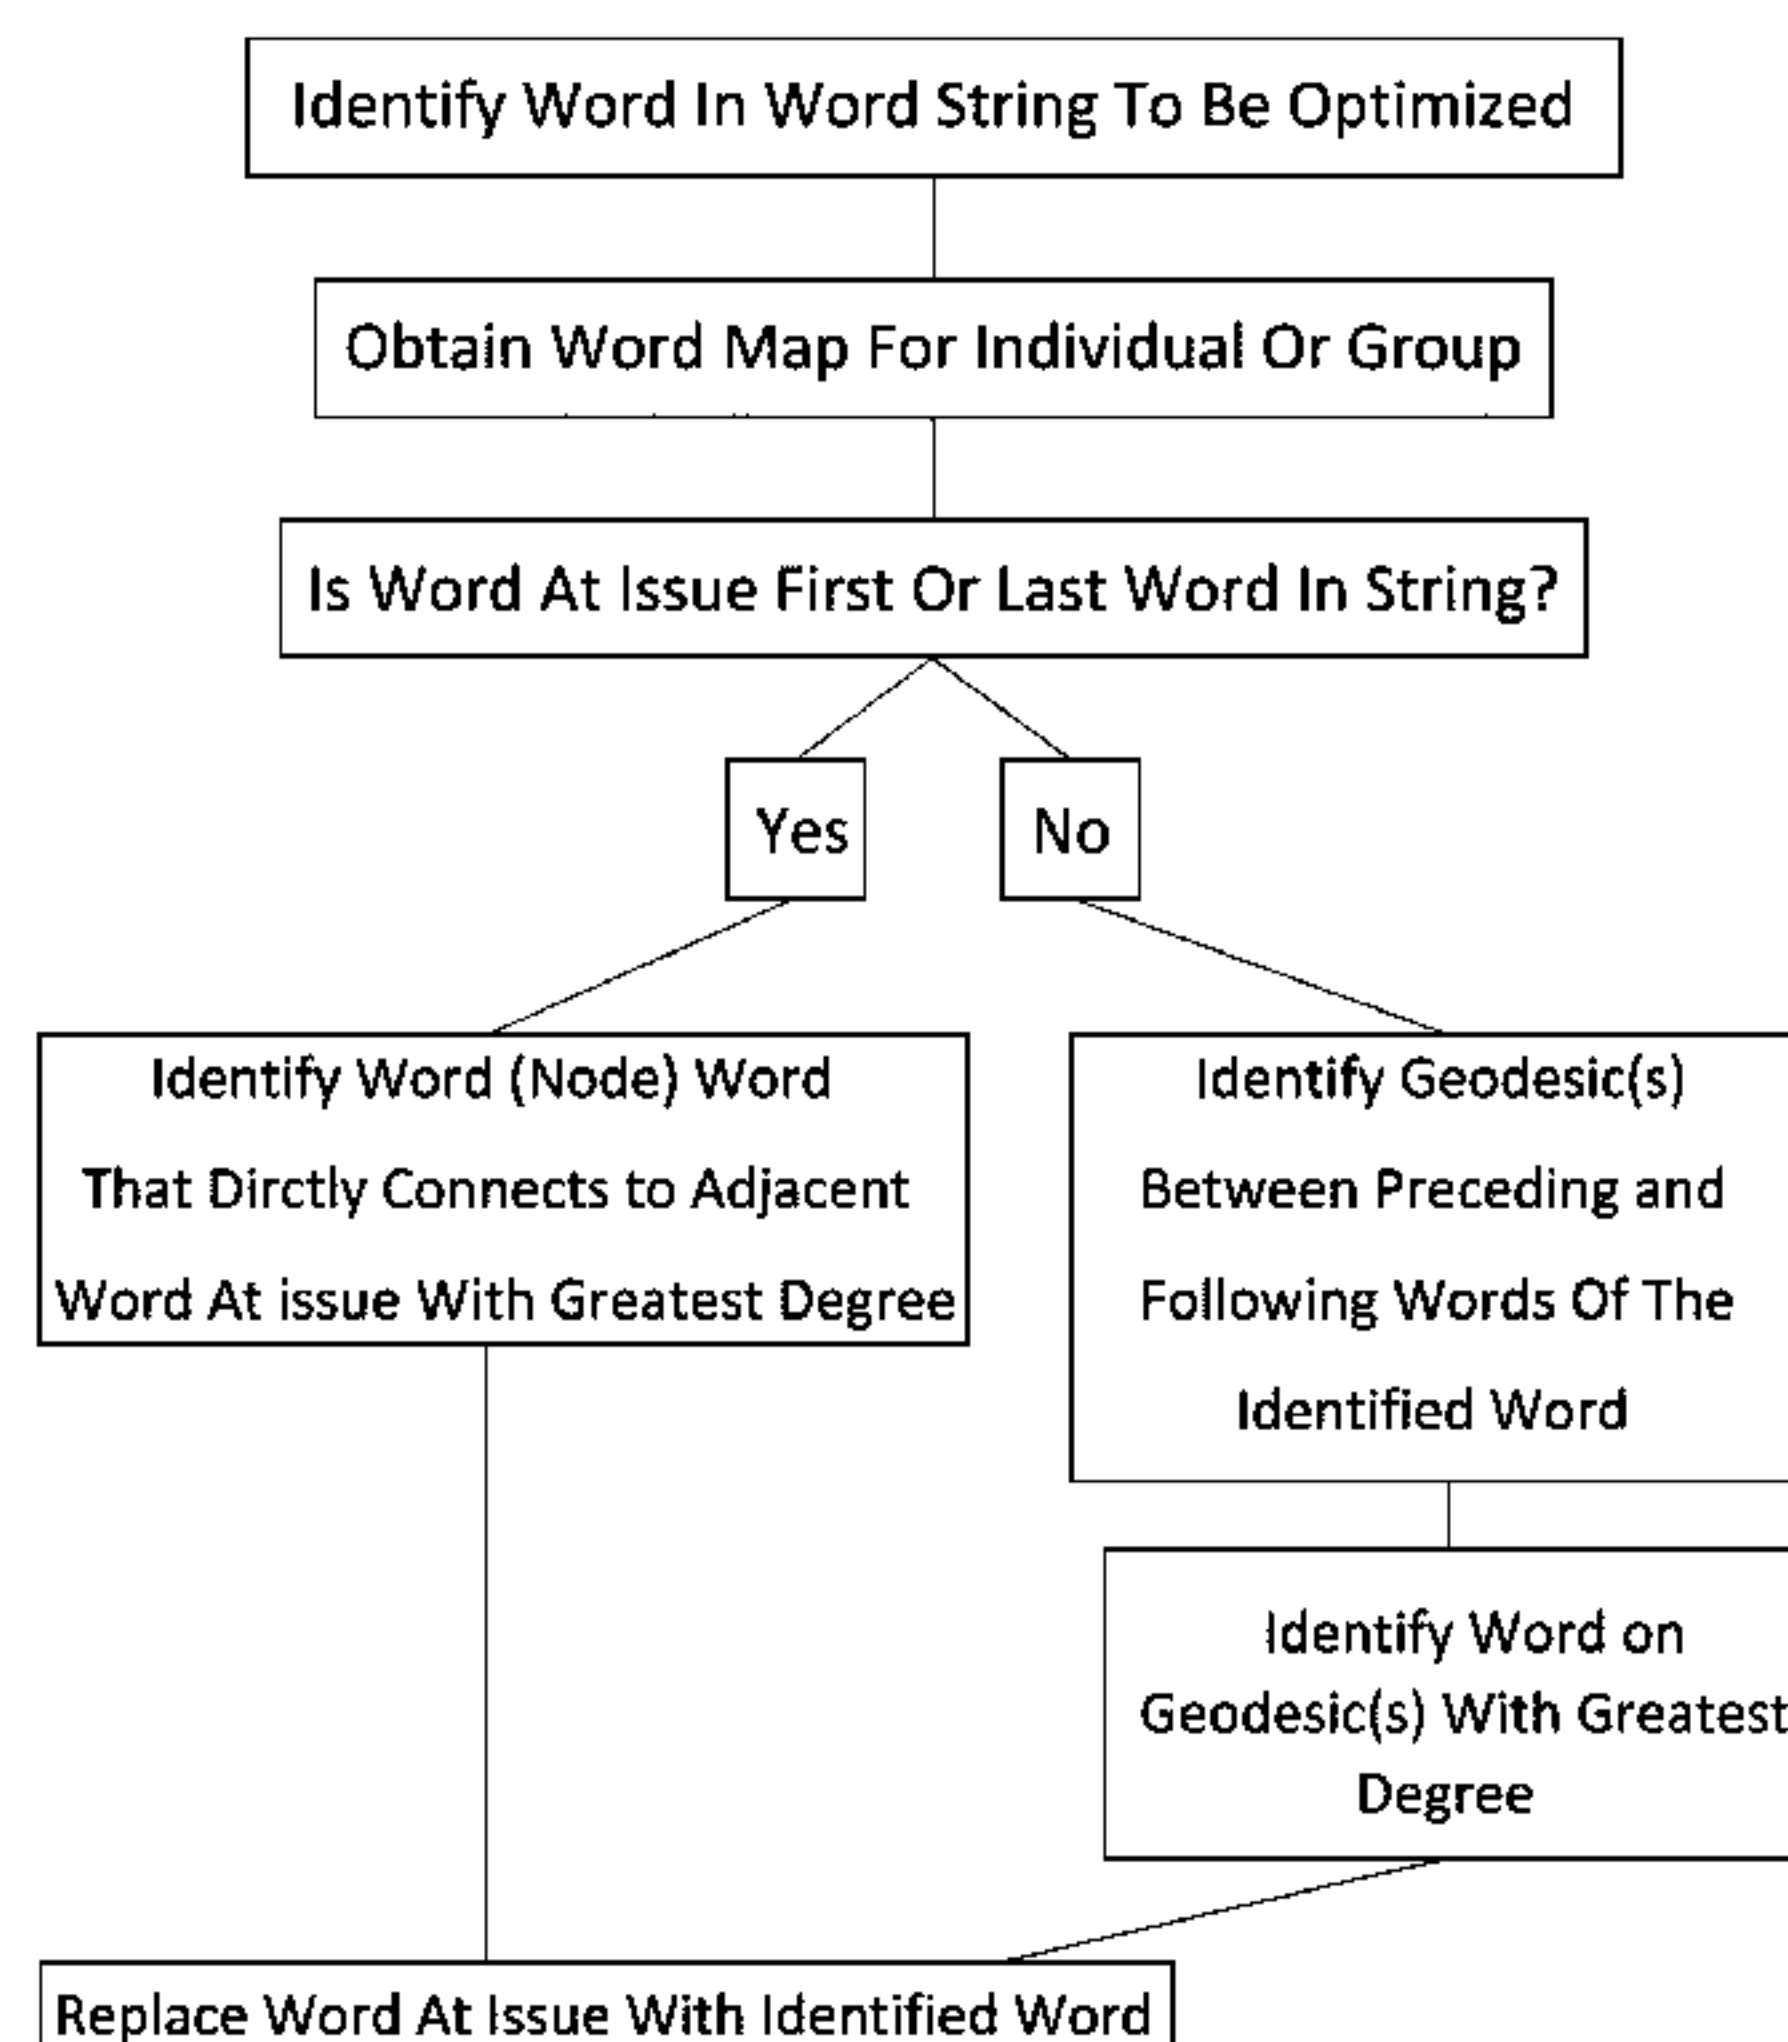 Identify Word In Word String To Be Optimized
Obtain Word Map For Individual Or Group
Is Word At Issue First Or Last Word In String?
Yes
No
Identify Word (Node) Word
That Dirctly Connects to Adjacent
Word At issue With Greatest Degree
Identify Geodesic(s)
Between Preceding and
Following Words Of The
Identified Word
Identify Word on
Geodesic(s) With Greatest
Degree
Replace Word At Issue With Identified Word